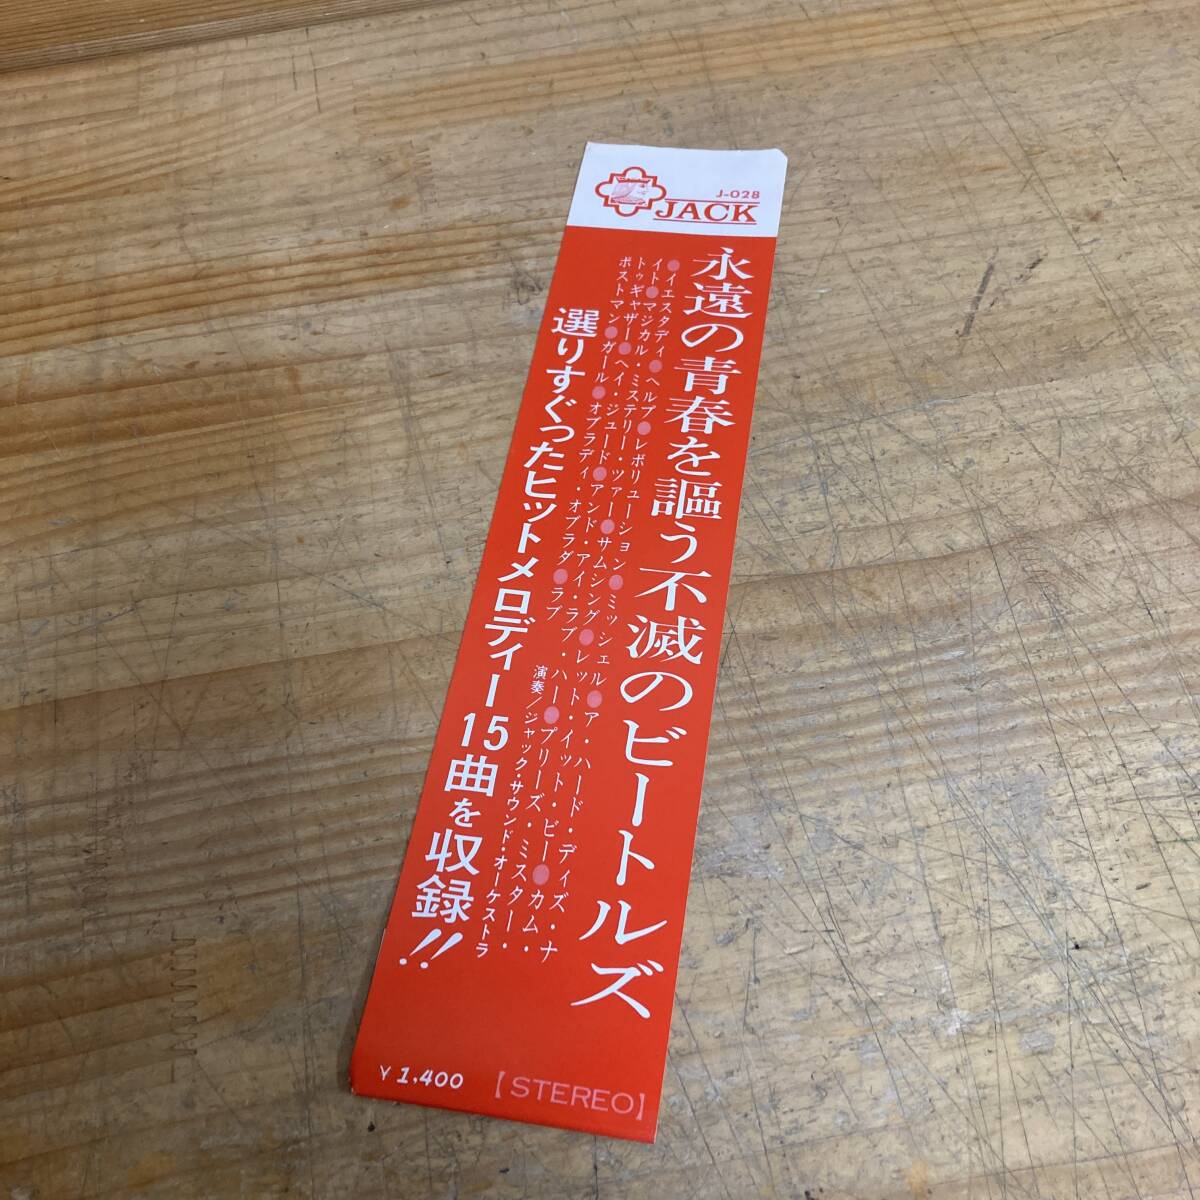 J-028
JACK
永遠の青春を謳う不滅のビートルズ
●イエスタディ●ヘルプ●レボリューション●ミッシェル●ア・ハード・ディズ・ナ
イト●マジカル・ミステリー・ツァー●サムシング●レット・イット・ビー●カム・
トゥギャザー●ヘイ・ジュード●アンド・アイ・ラブ・ハー●プリーズ・ミスター・
ポストマン●ガール●オブラディ・オブラダ●ラブ
演奏/ジャック・サウンド・オーケストラ
選りすぐったヒットメロディー15曲を収録!!
¥1,400
【STEREO】